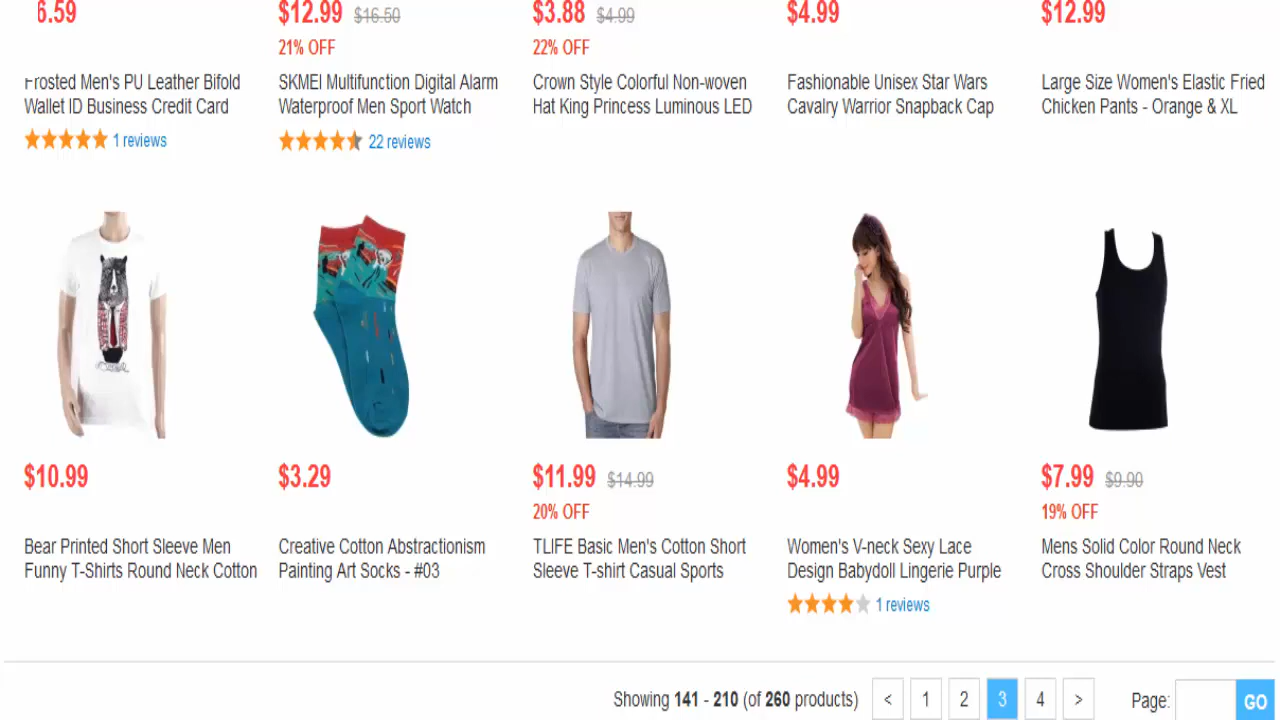 6.59 $12.99 $16.50 $3.88 $4.99 $4.99 $12.99
21% OFF 22% OFF
Frosted Men's PU Leather Bifold SKMEI Multifunction Digital Alarm Crown Style Colorful Non-woven Fashionable Unisex Star Wars Large Size Women's Elastic Fried
Wallet ID Business Credit Card Waterproof Men Sport Watch Hat King Princess Luminous LED Cavalry Warrior Snapback Cap Chicken Pants - Orange & XL
1 reviews 22 reviews
$10.99 $3.29 $11.99 $14.99 $4.99 $7.99 $9.90
20% OFF 19% OFF
Bear Printed Short Sleeve Men Creative Cotton Abstractionism TLIFE Basic Men's Cotton Short Women's V-neck Sexy Lace Mens Solid Color Round Neck
Funny T-Shirts Round Neck Cotton Painting Art Socks - #03 Sleeve T-shirt Casual Sports Design Babydoll Lingerie Purple Cross Shoulder Straps Vest
1 reviews
Showing 141 - 210 (of 260 products) < 1 2 3 4 > Page: GO